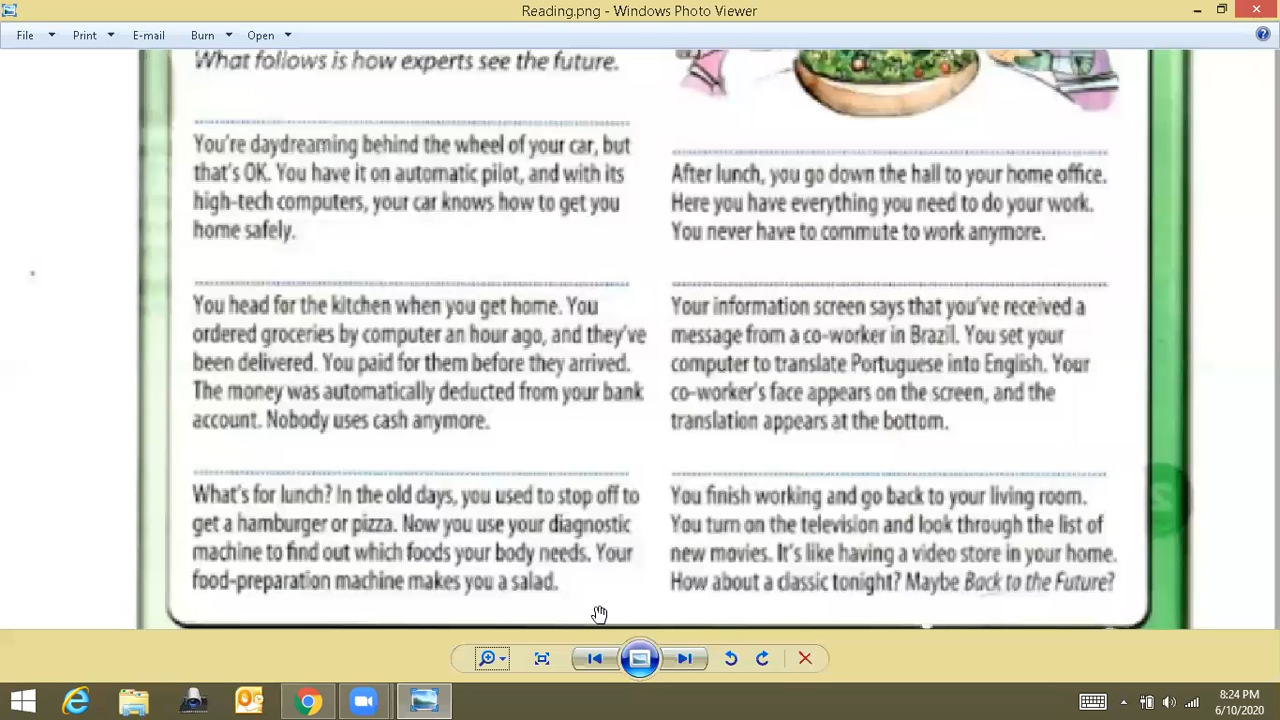 Reading.png - Windows Photo Viewer
File
Print
E-mail
Burn
Open
What follows is how experts see the future.
You're daydreaming behind the wheel of your car, but
that's OK. You have it on automatic pilot, and with its
high-tech computers, your car knows how to get you
home safely.
You head for the kitchen when you get home. You
ordered groceries by computer an hour ago, and they've
been delivered. You paid for them before they arrived.
The money was automatically deducted from your bank
account. Nobody uses cash anymore.
What's for lunch? In the old days, you used to stop off to
get a hamburger or pizza. Now you use your diagnostic
machine to find out which foods your body needs. Your
food-preparation machine makes you a salad.
After lunch, you go down the hall to your home office.
Here you have everything you need to do your work.
You never have to commute to work anymore.
Your information screen says that you've received a
message from a co-worker in Brazil. You set your
computer to translate Portuguese into English. Your
co-worker's face appears on the screen, and the
translation appears at the bottom.
You finish working and go back to your living room.
You turn on the television and look through the list of
new movies. It's like having a video store in your home.
How about a classic tonight? Maybe Back to the Future?
8:24 PM
6/10/2020